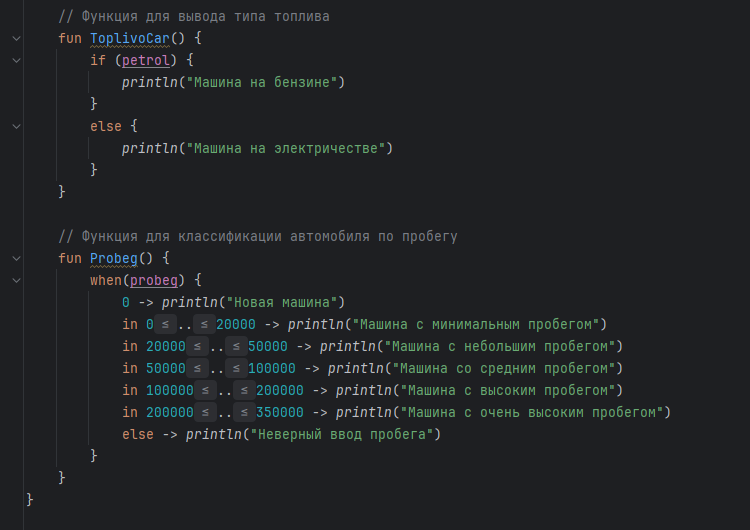 // Функция для вывода типа топлива
fun ToplivoCar() {
if (petrol) {
println("Машина на бензине")
}
else {
println("Машина на электричестве")
}
}
// Функция для классификации автомобиля по пробегу
fun Probeg() {
when(probeg) {
0 -> println("Новая машина")
in 0 ≤ .. ≤ 20000 -> println("Машина с минимальным пробегом")
in 20000 ≤ .. ≤ 50000 -> println("Машина с небольшим пробегом")
in 50000 ≤ .. ≤ 100000 -> println("Машина со средним пробегом")
in 100000 ≤ .. ≤ 200000 -> println("Машина с высоким пробегом")
in 200000 ≤ .. ≤ 350000 -> println("Машина с очень высоким пробегом")
else -> println("Неверный ввод пробега")
}
}
}